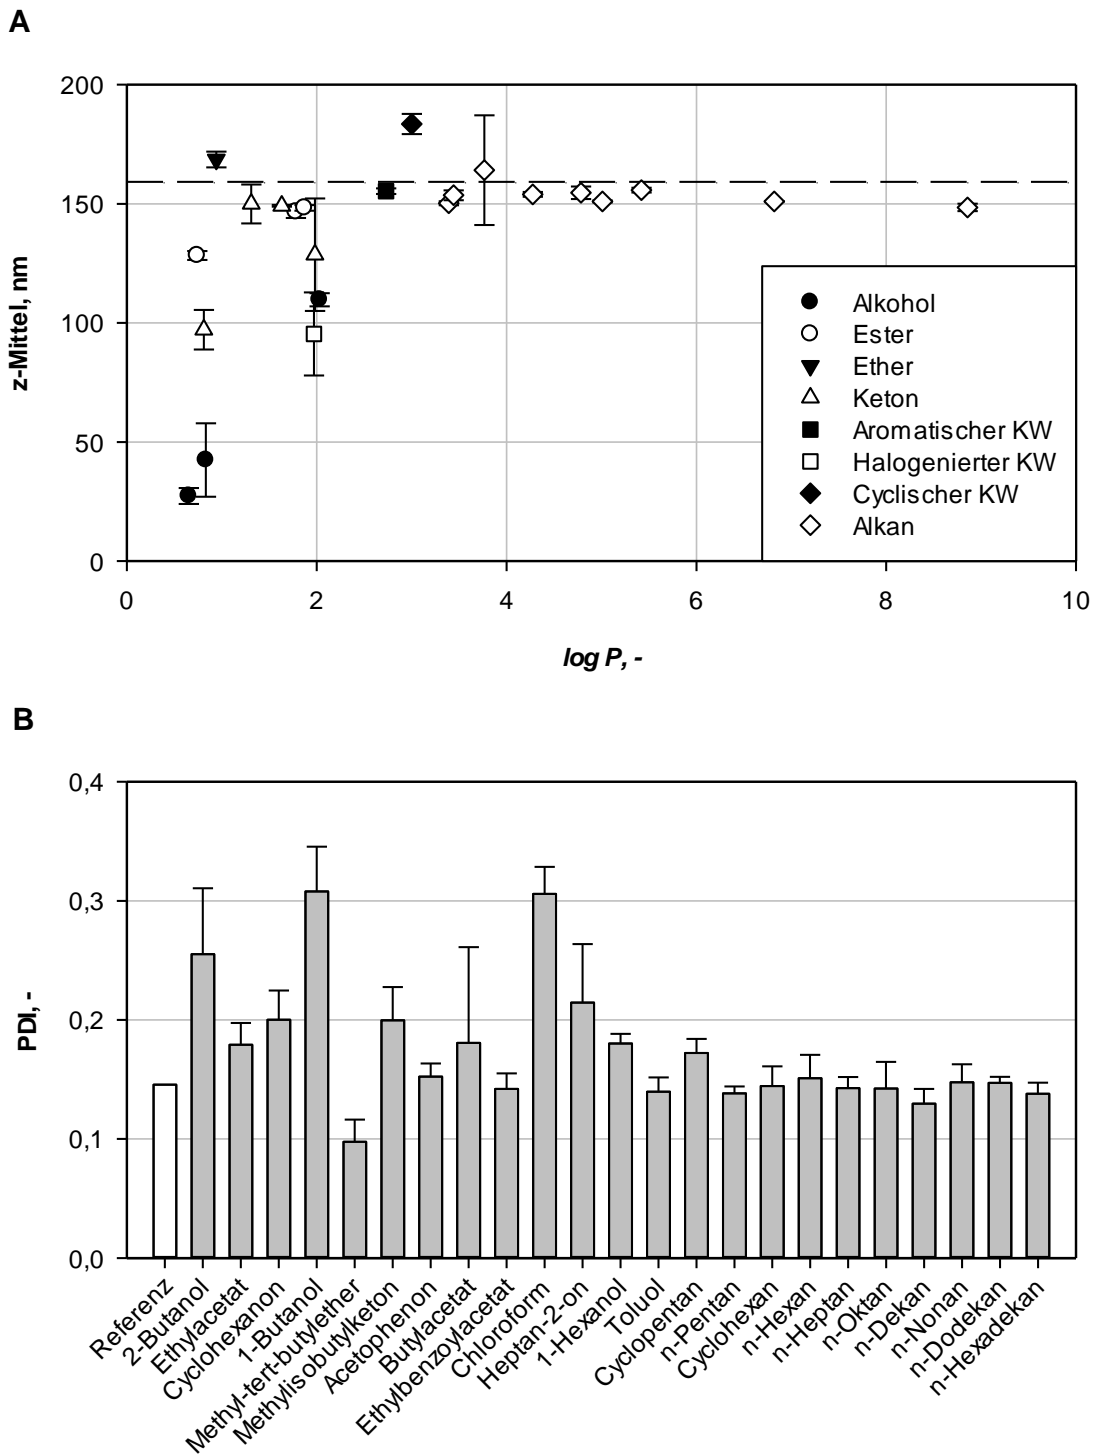 A
200
150
100
50
0
z-Mittel, nm
Alkohol
Ester
Ether
Keton
Aromatischer KW
Halogenierter KW
Cyclischer KW
Alkan
0 2 4 6 8 10
log P, -
B
0,4
0,3
0,2
0,1
0,0
PDI, -
Referenz
2-Butanol
Ethylacetat
Cyclohexanon
1-Butanol
Methyl-tert-butylether
Methylisobutylketon
Acetophenon
Butylacetat
Ethylbenzoylacetat
Chloroform
Heptan-2-on
1-Hexanol
Toluol
Cyclopentan
n-Pentan
Cyclohexan
n-Hexan
n-Heptan
n-Oktan
n-Dekan
n-Nonan
n-Dodekan
n-Hexadekan